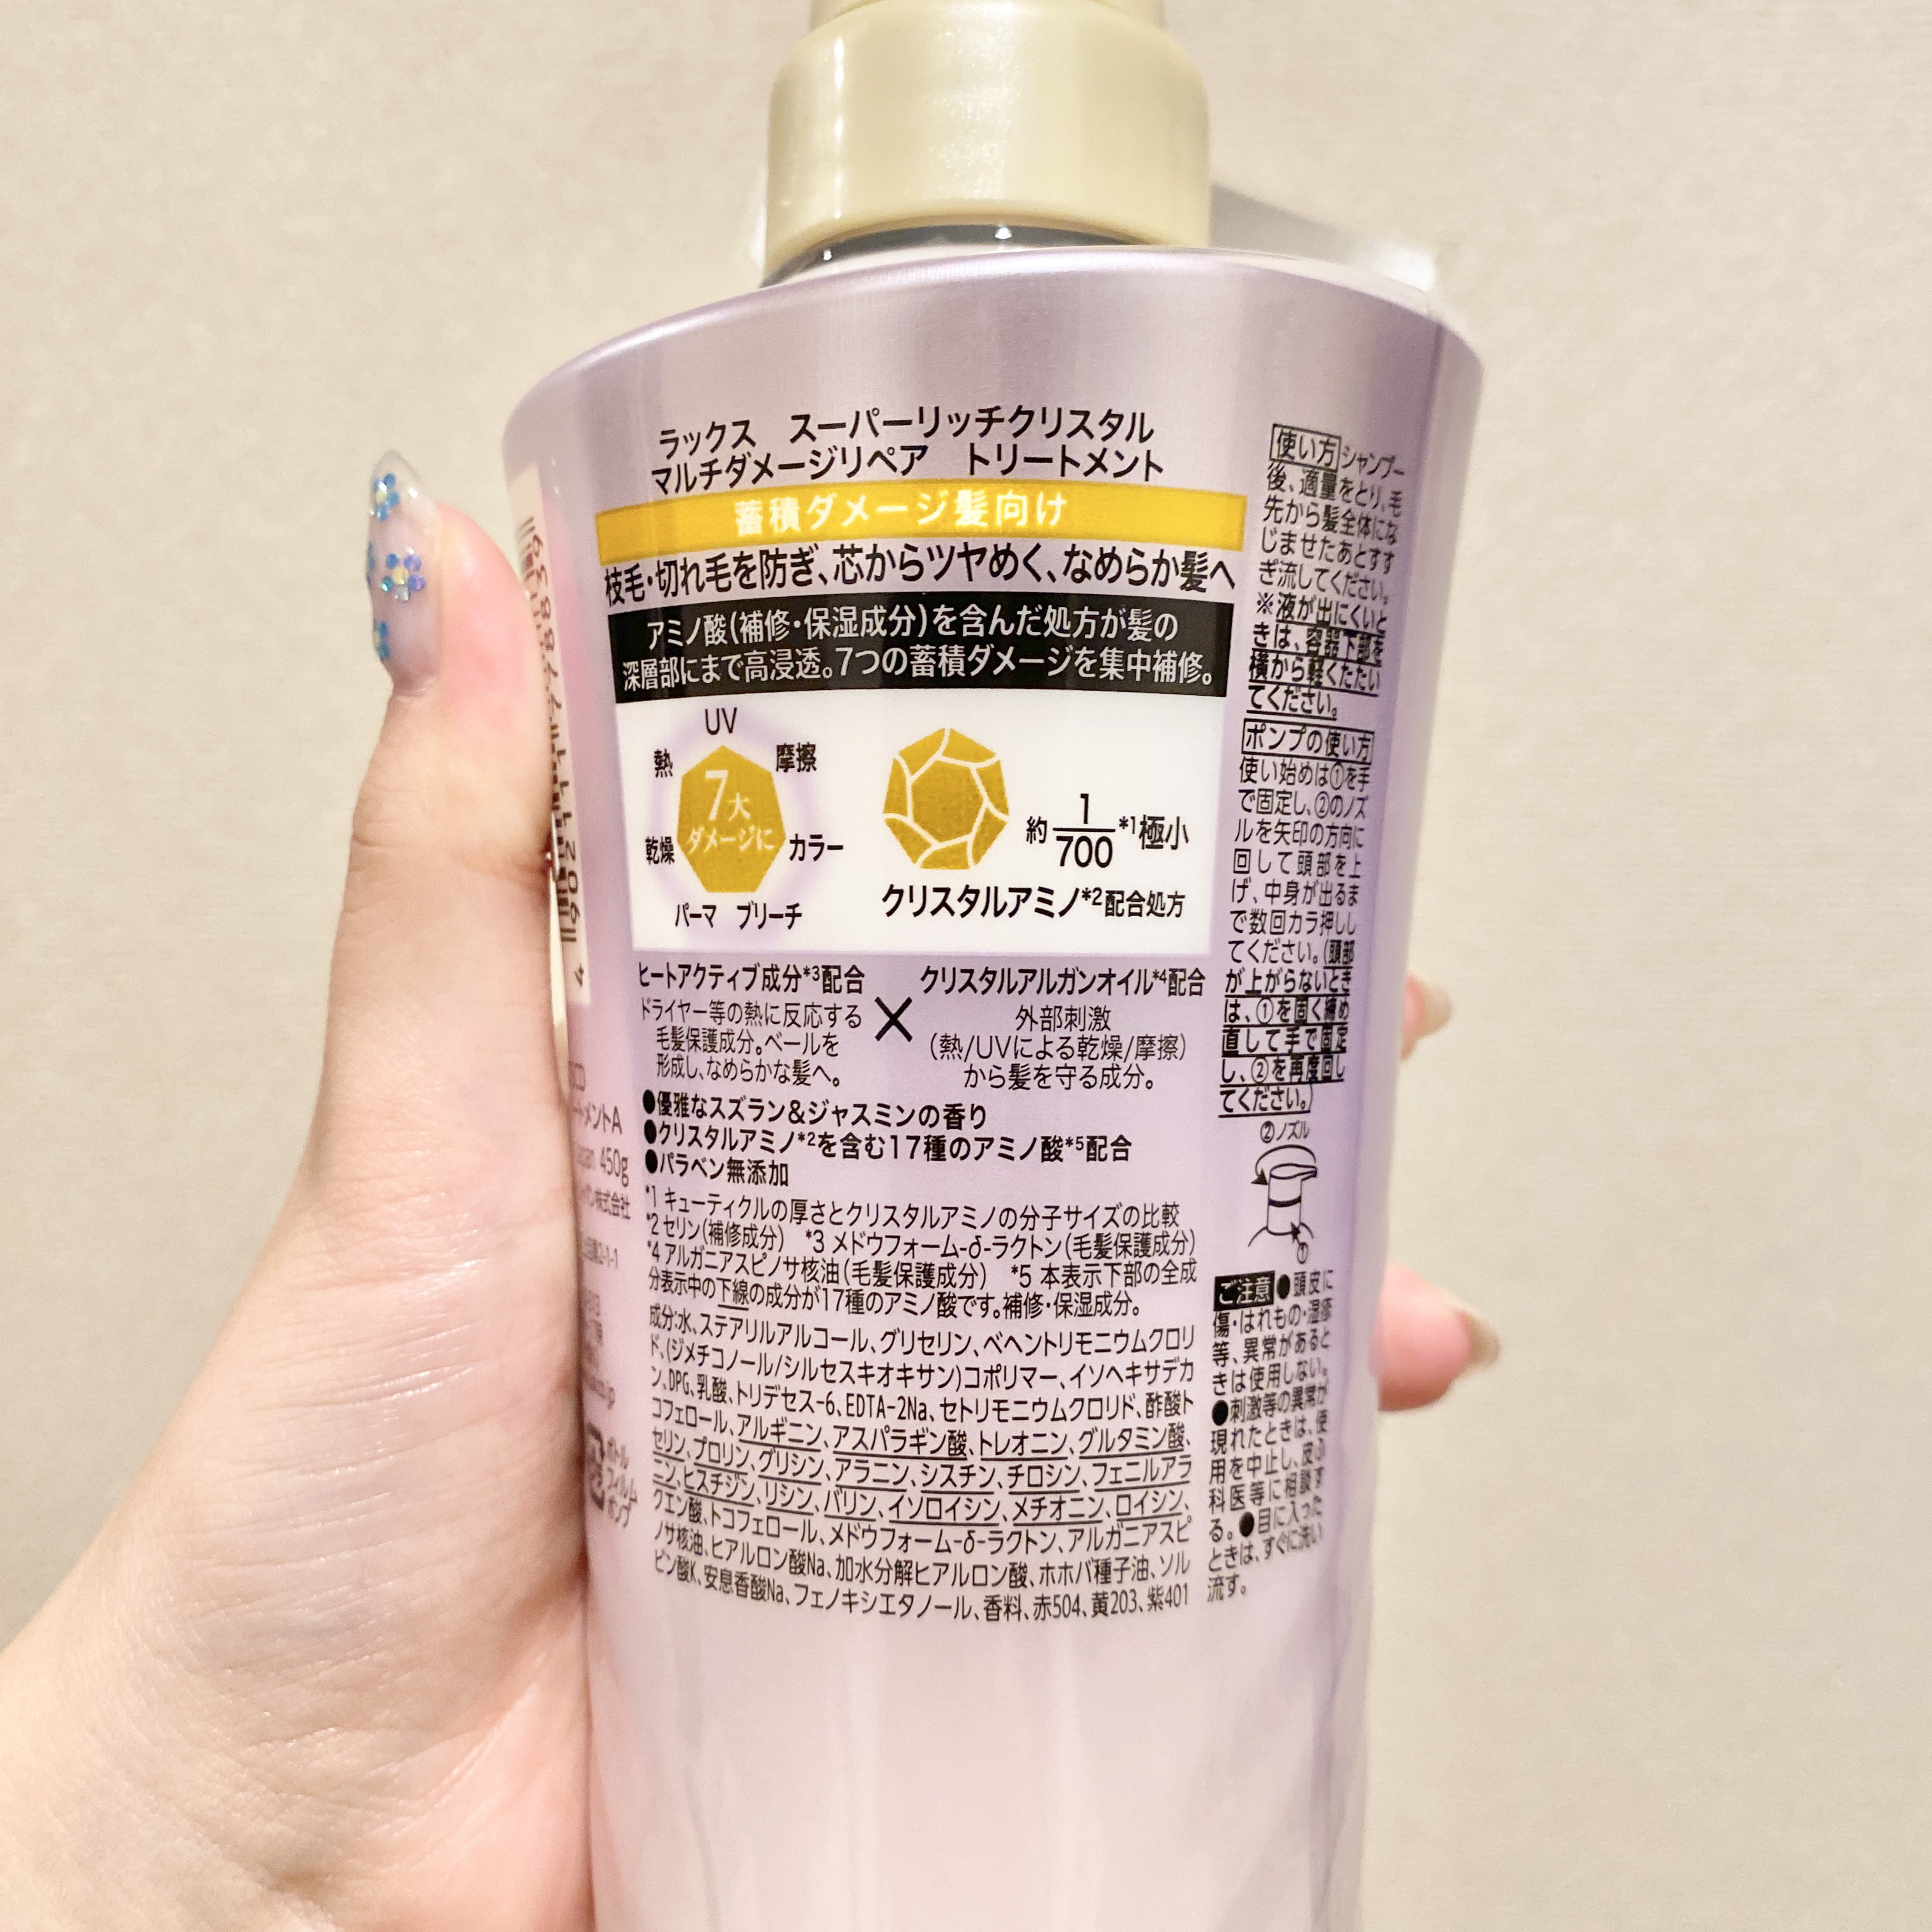 ラックス　スーパーリッチクリスタル
マルチダメージリペア　トリートメント
蓄積ダメージ髪向け
枝毛・切れ毛を防ぎ、芯からツヤめく、なめらか髪へ
アミノ酸(補修・保湿成分)を含んだ処方が髪の
深層部にまで高浸透。7つの蓄積ダメージを集中補修。
UV
熱
摩擦
7大
ダメージに
乾燥
カラー
パーマ　ブリーチ
約1/700*1極小
クリスタルアミノ*2配合処方
ヒートアクティブ成分*3配合
ドライヤー等の熱に反応する
毛髪保護成分。ベールを
形成し、なめらかな髪へ。
×
クリスタルアルガンオイル*4配合
外部刺激
(熱/UVによる乾燥/摩擦)
から髪を守る成分。
●優雅なスズラン&ジャスミンの香り
●クリスタルアミノ*2を含む17種のアミノ酸*5配合
●パラベン無添加
*1 キューティクルの厚さとクリスタルアミノの分子サイズの比較
*2 セリン(補修成分)　*3 メドウフォーム-δ-ラクトン(毛髪保護成分)
*4 アルガニアスピノサ核油(毛髪保護成分)　*5 本表示下部の全成
分表示中の下線の成分が17種のアミノ酸です。補修・保湿成分。
成分:水、ステアリルアルコール、グリセリン、ベヘントリモニウムクロリ
ド、(ジメチコノール/シルセスキオキサン)コポリマー、イソヘキサデカ
ン、DPG、乳酸、トリデセス-6、EDTA-2Na、セトリモニウムクロリド、酢酸ト
コフェロール、アルギニン、アスパラギン酸、トレオニン、グルタミン酸、
セリン、プロリン、グリシン、アラニン、シスチン、チロシン、フェニルアラ
ニン、ヒスチジン、リシン、バリン、イソロイシン、メチオニン、ロイシン、
クエン酸、トコフェロール、メドウフォーム-δ-ラクトン、アルガニアスピ
ノサ核油、ヒアルロン酸Na、加水分解ヒアルロン酸、ホホバ種子油、ソル
ビン酸K、安息香酸Na、フェノキシエタノール、香料、赤504、黄203、紫401
使い方 シャンプー
後、適量をとり、毛
先から髪全体にな
じませたあとすす
ぎ流してください。
※液が出にくいと
きは、容器下部を
横から軽くたたい
てください。
ポンプの使い方
使い始めは①を手
で固定し、②のノズ
ルを矢印の方向に
回して頭部を上
げ、中身が出るま
で数回カラ押しし
てください。(頭部
が上がらないとき
は、①を固く締め
直して手で固定
し、②を再度回し
てください。)
②ノズル
①
ご注意 ●頭皮に
傷・はれもの・湿疹
等、異常があると
きは使用しない。
●刺激等の異常が
現れたときは、使
用を中止し、皮ふ
科医等に相談す
る。●目に入った
ときは、すぐに洗い
流す。
メントA
450g
株式会社
ボトル
フィルム
ポンプ